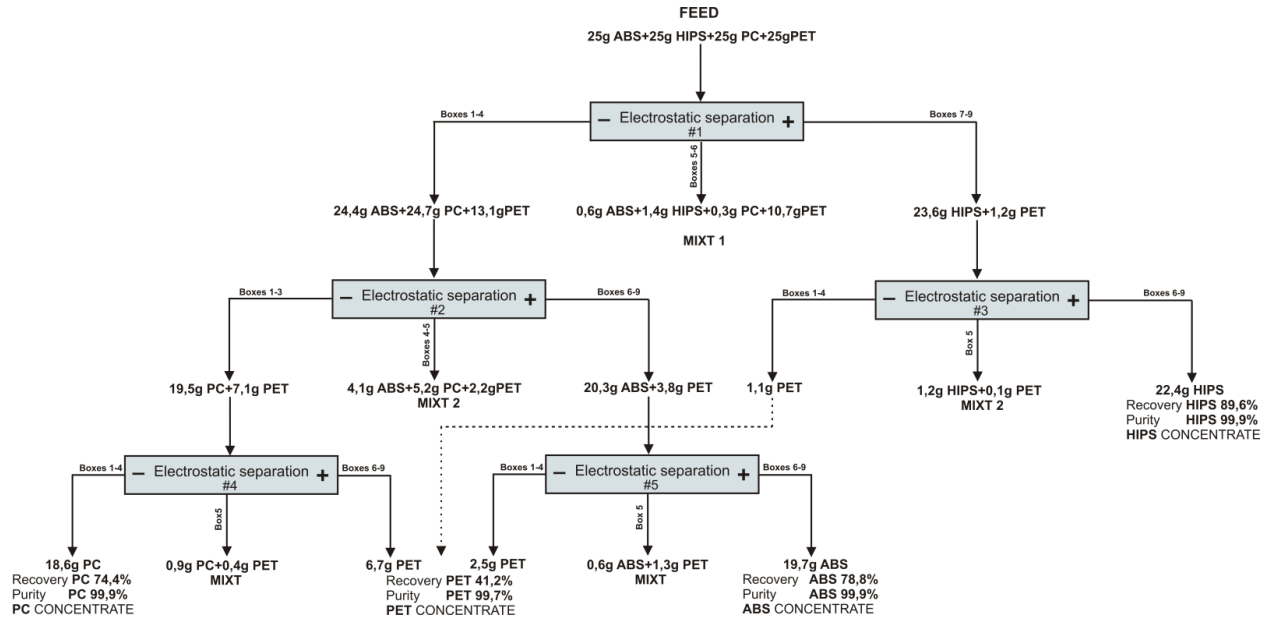 FEED
25g ABS+25g HIPS+25g PC+25gPET
Boxes 1-4
− Electrostatic separation +
#1
Boxes 7-9
Boxes 5-6
24,4g ABS+24,7g PC+13,1gPET
0,6g ABS+1,4g HIPS+0,3g PC+10,7gPET
MIXT 1
23,6g HIPS+1,2g PET
Boxes 1-3
− Electrostatic separation +
#2
Boxes 6-9
Boxes 4-5
Boxes 1-4
− Electrostatic separation +
#3
Boxes 6-9
Box 5
19,5g PC+7,1g PET
4,1g ABS+5,2g PC+2,2gPET
MIXT 2
20,3g ABS+3,8g PET
1,1g PET
1,2g HIPS+0,1g PET
MIXT 2
22,4g HIPS
Recovery HIPS 89,6%
Purity HIPS 99,9%
HIPS CONCENTRATE
Boxes 1-4
− Electrostatic separation +
#4
Boxes 6-9
Box5
Boxes 1-4
− Electrostatic separation +
#5
Boxes 6-9
Box 5
18,6g PC
Recovery PC 74,4%
Purity PC 99,9%
PC CONCENTRATE
0,9g PC+0,4g PET
MIXT
6,7g PET
2,5g PET
Recovery PET 41,2%
Purity PET 99,7%
PET CONCENTRATE
0,6g ABS+1,3g PET
MIXT
19,7g ABS
Recovery ABS 78,8%
Purity ABS 99,9%
ABS CONCENTRATE